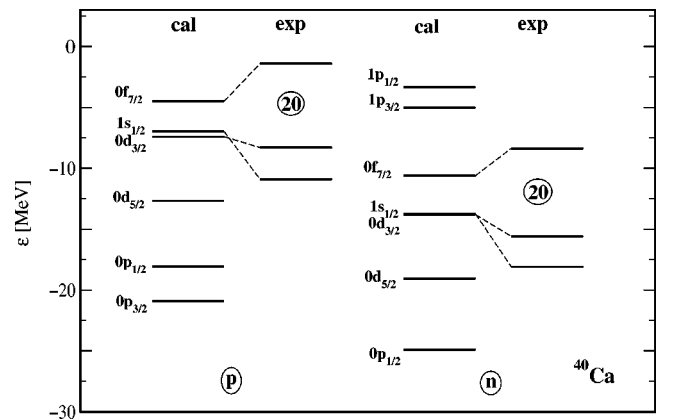 cal exp cal exp
0
1p1/2
1p3/2
0f7/2
20
1s1/2
0d3/2
0f7/2
−10
20
0d5/2
1s1/2
0d3/2
ε [MeV]
0p1/2
0d5/2
−20
0p3/2
0p1/2
p n 40Ca
−30